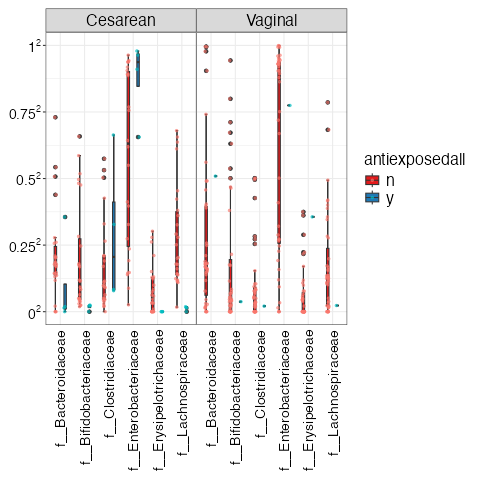 Cesarean
Vaginal
1²
0.75²
0.5²
0.25²
0²
antiexposedall
n
y
f__Bacteroidaceae
f__Bifidobacteriaceae
f__Clostridiaceae
f__Enterobacteriaceae
f__Erysipelotrichaceae
f__Lachnospiraceae
f__Bacteroidaceae
f__Bifidobacteriaceae
f__Clostridiaceae
f__Enterobacteriaceae
f__Erysipelotrichaceae
f__Lachnospiraceae